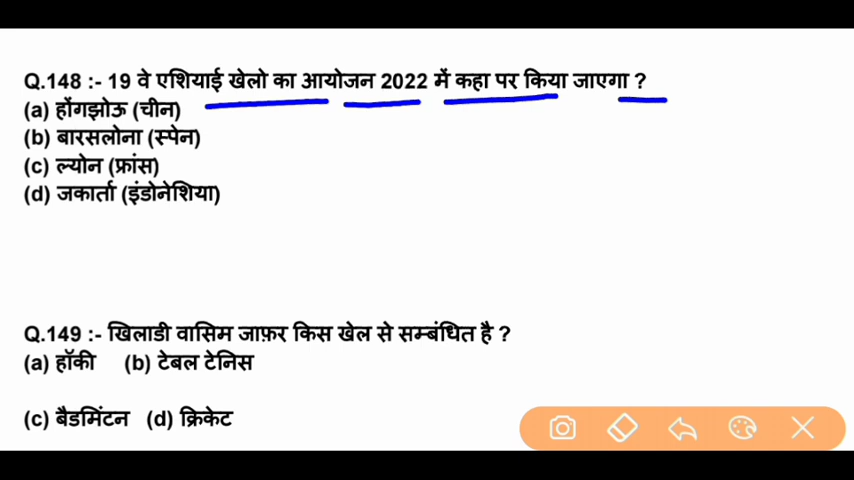 Q.148 :- 19 वे एशियाई खेलो का आयोजन 2022 में कहा पर किया जाएगा ?
(a) होंगझोऊ (चीन)
(b) बारसलोना (स्पेन)
(c) ल्योन (फ्रांस)
(d) जकार्ता (इंडोनेशिया)
Q.149 :- खिलाडी वासिम जाफ़र किस खेल से सम्बंधित है ?
(a) हॉकी (b) टेबल टेनिस
(c) बैडमिंटन (d) क्रिकेट